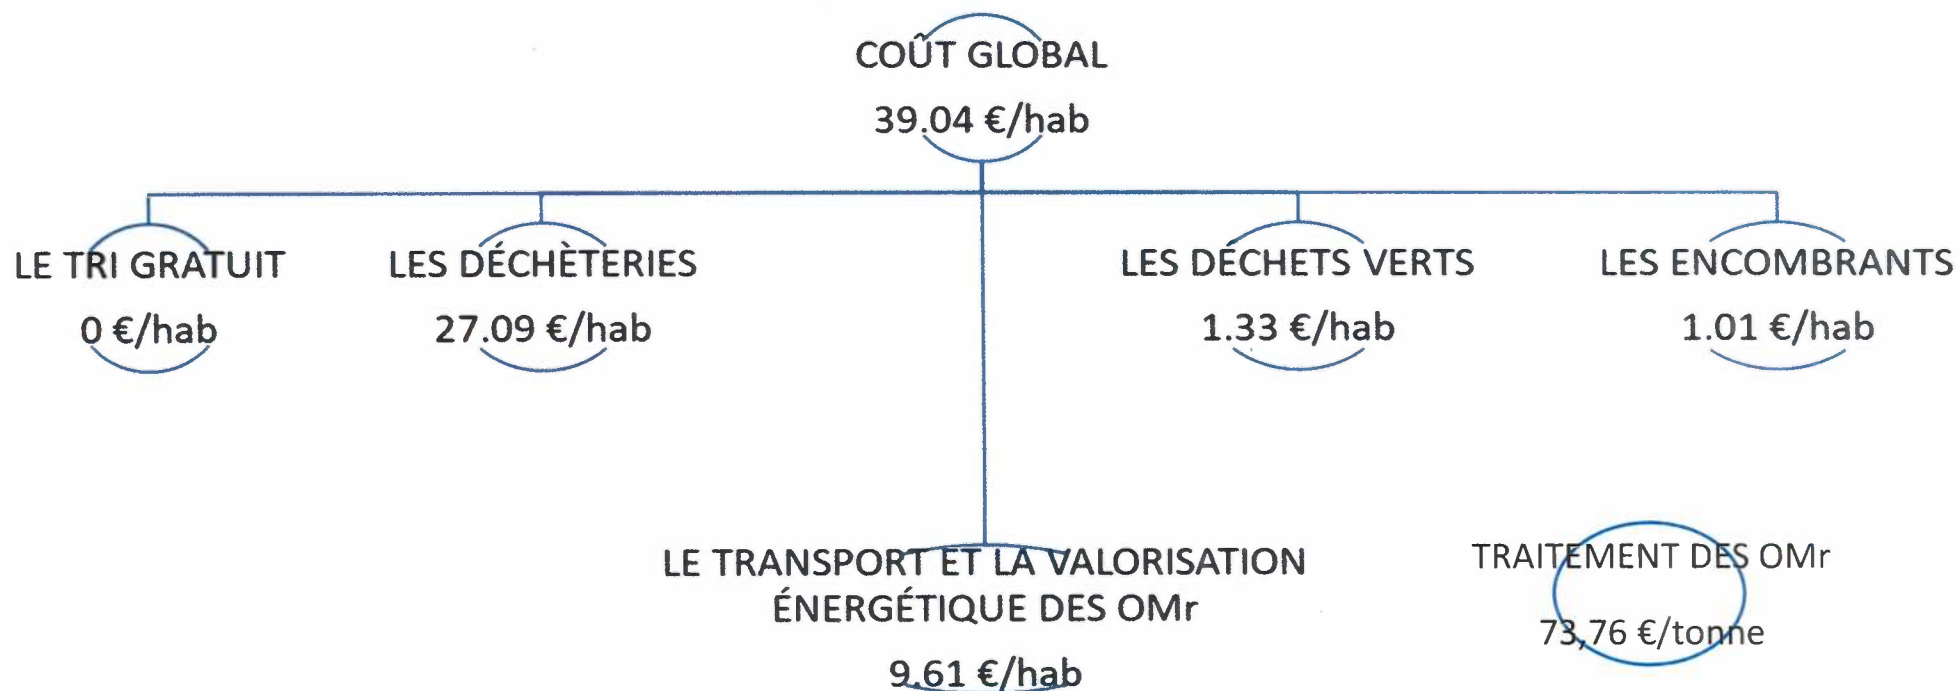 COÛT GLOBAL
39.04 €/hab
LE TRI GRATUIT
0 €/hab
LES DÉCHÈTERIES
27.09 €/hab
LES DÉCHETS VERTS
1.33 €/hab
LES ENCOMBRANTS
1.01 €/hab
LE TRANSPORT ET LA VALORISATION
ÉNERGÉTIQUE DES OMr
9.61 €/hab
TRAITEMENT DES OMr
73,76 €/tonne